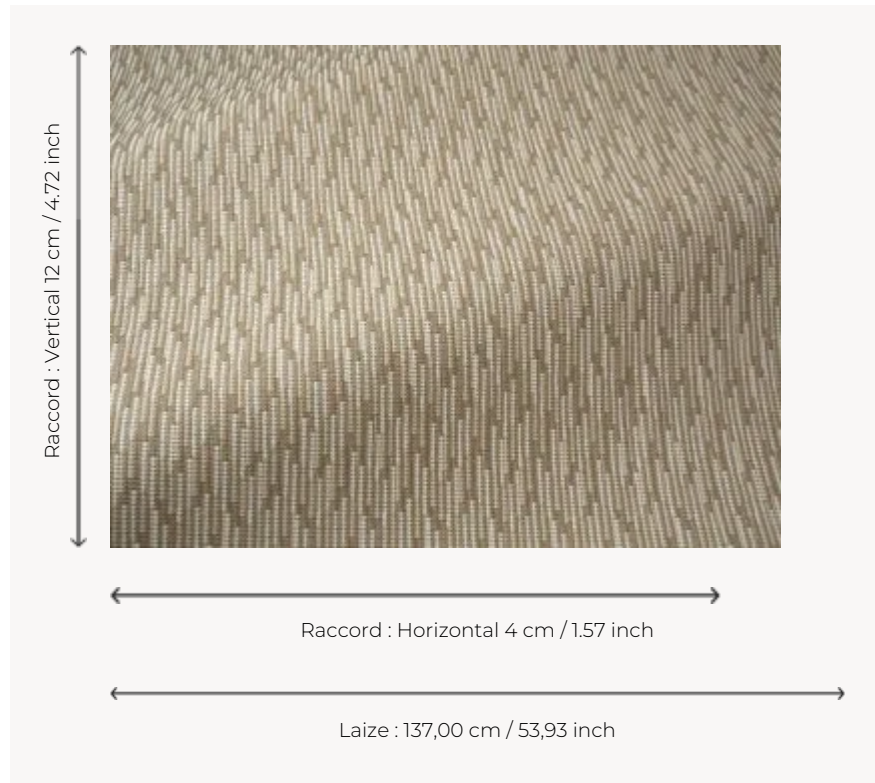 Raccord : Vertical 12 cm / 4.72 inch
Raccord : Horizontal 4 cm / 1.57 inch
Laize : 137,00 cm / 53,93 inch